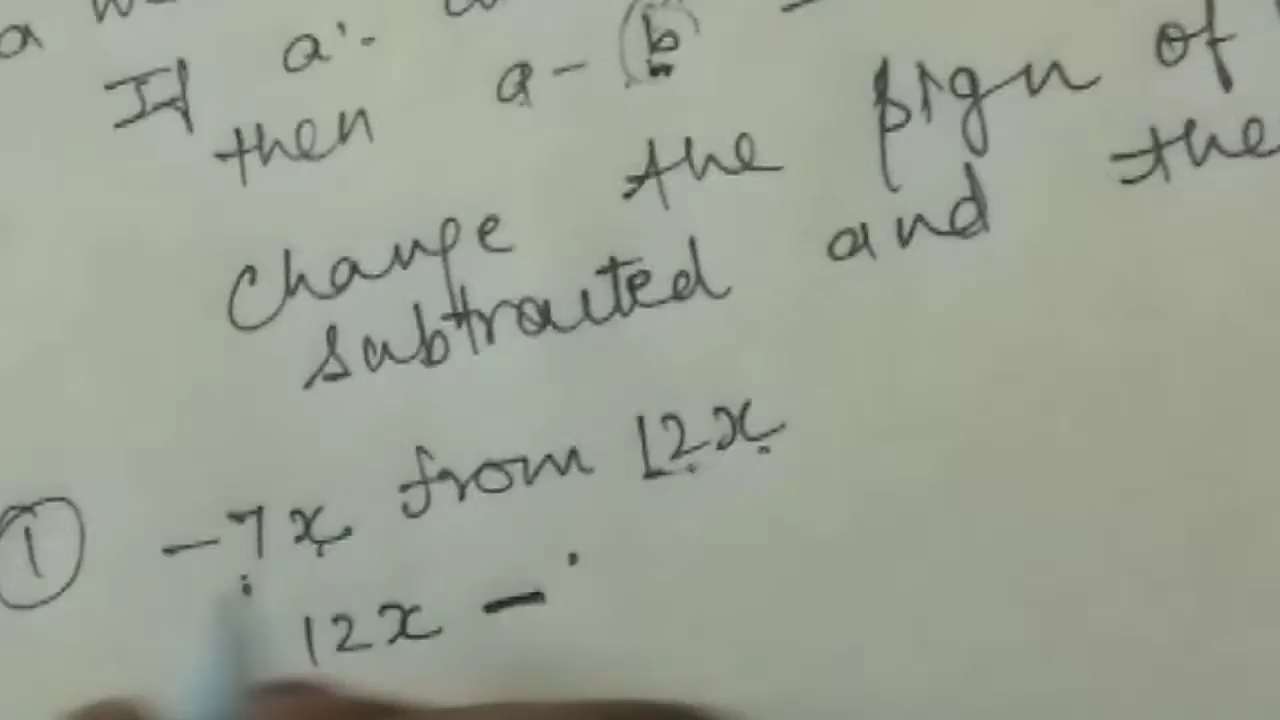 a
If a
then a - (b)
change the sign of
subtracted and the
① -7x from 12x
12x -